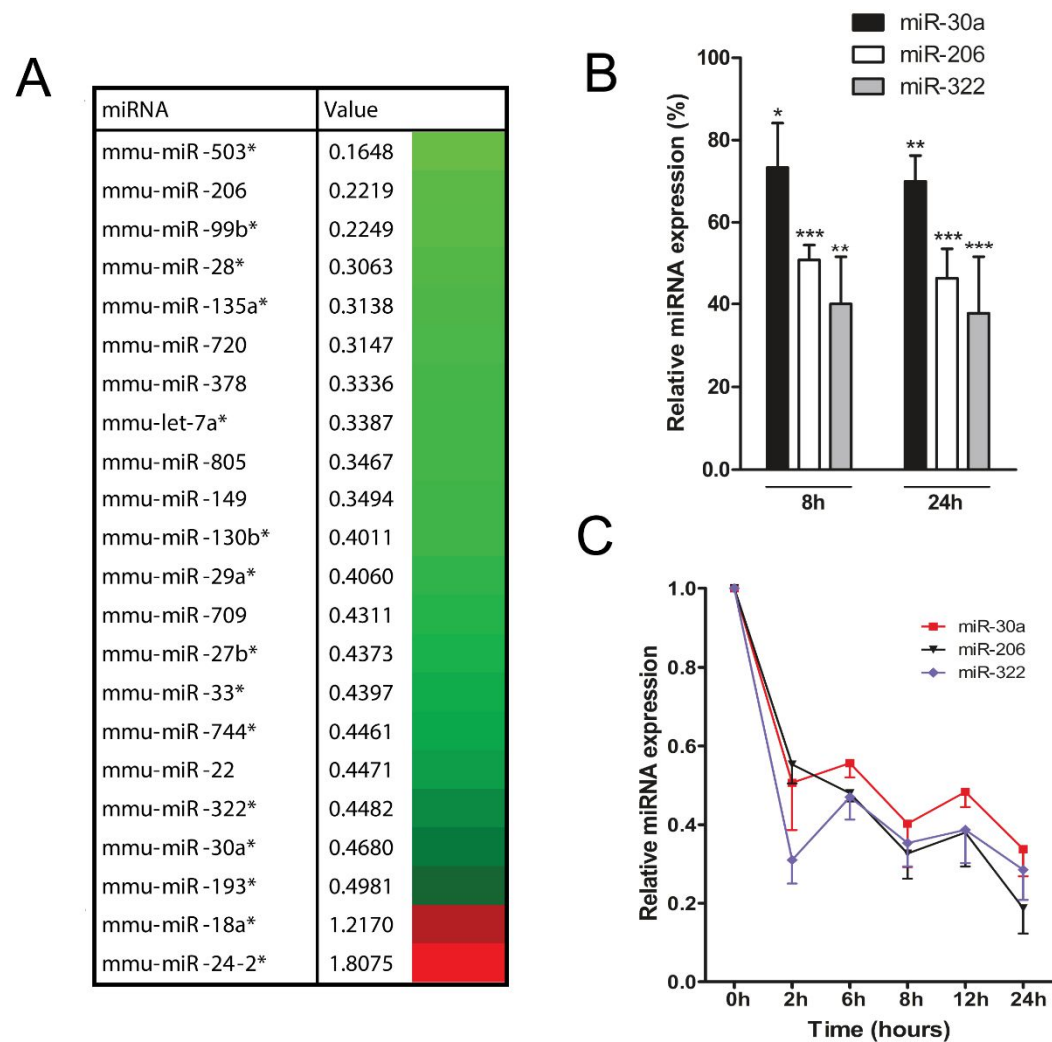 A
miRNA Value
mmu-miR-503* 0.1648
mmu-miR-206 0.2219
mmu-miR-99b* 0.2249
mmu-miR-28* 0.3063
mmu-miR-135a* 0.3138
mmu-miR-720 0.3147
mmu-miR-378 0.3336
mmu-let-7a* 0.3387
mmu-miR-805 0.3467
mmu-miR-149 0.3494
mmu-miR-130b* 0.4011
mmu-miR-29a* 0.4060
mmu-miR-709 0.4311
mmu-miR-27b* 0.4373
mmu-miR-33* 0.4397
mmu-miR-744* 0.4461
mmu-miR-22 0.4471
mmu-miR-322* 0.4482
mmu-miR-30a* 0.4680
mmu-miR-193* 0.4981
mmu-miR-18a* 1.2170
mmu-miR-24-2* 1.8075
B
miR-30a
miR-206
miR-322
Relative miRNA expression (%)
100
80
60
40
20
0.0
* *** **
** *** ***
8h 24h
C
miR-30a
miR-206
miR-322
Relative miRNA expression
1.0
0.8
0.6
0.4
0.2
0.0
0h 2h 6h 8h 12h 24h
Time (hours)